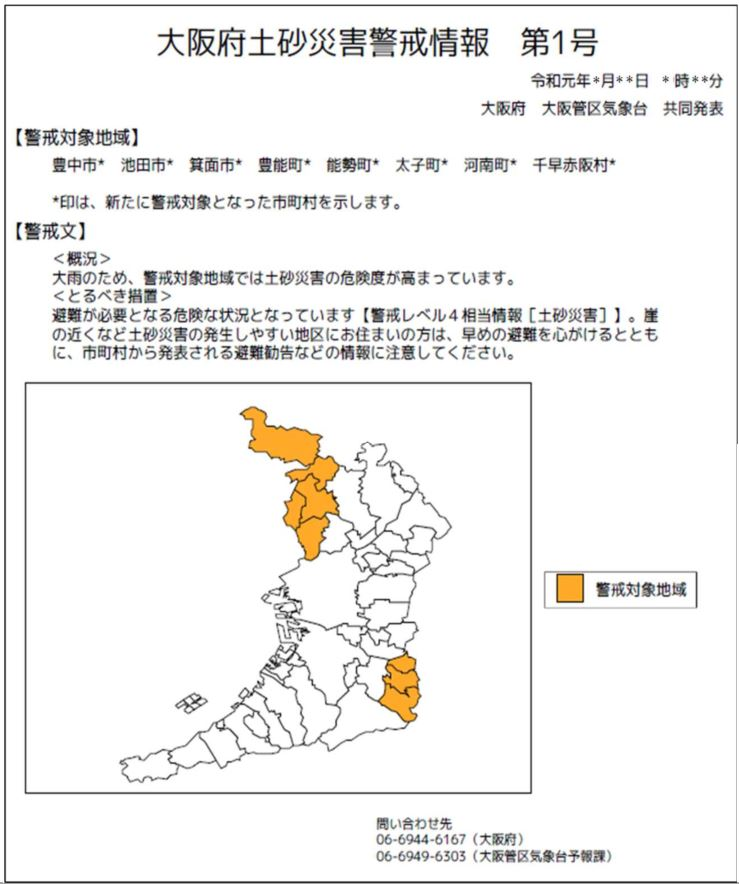 大阪府土砂災害警戒情報　第1号
令和元年*月**日　*時**分
大阪府　大阪管区気象台　共同発表
【警戒対象地域】
豊中市*　池田市*　箕面市*　豊能町*　能勢町*　太子町*　河南町*　千早赤阪村*
*印は、新たに警戒対象となった市町村を示します。
【警戒文】
＜概況＞
大雨のため、警戒対象地域では土砂災害の危険度が高まっています。
＜とるべき措置＞
避難が必要となる危険な状況となっています【警戒レベル４相当情報［土砂災害］】。崖
の近くなど土砂災害の発生しやすい地区にお住まいの方は、早めの避難を心がけるととも
に、市町村から発表される避難勧告などの情報に注意してください。
警戒対象地域
問い合わせ先
06-6944-6167（大阪府）
06-6949-6303（大阪管区気象台予報課）